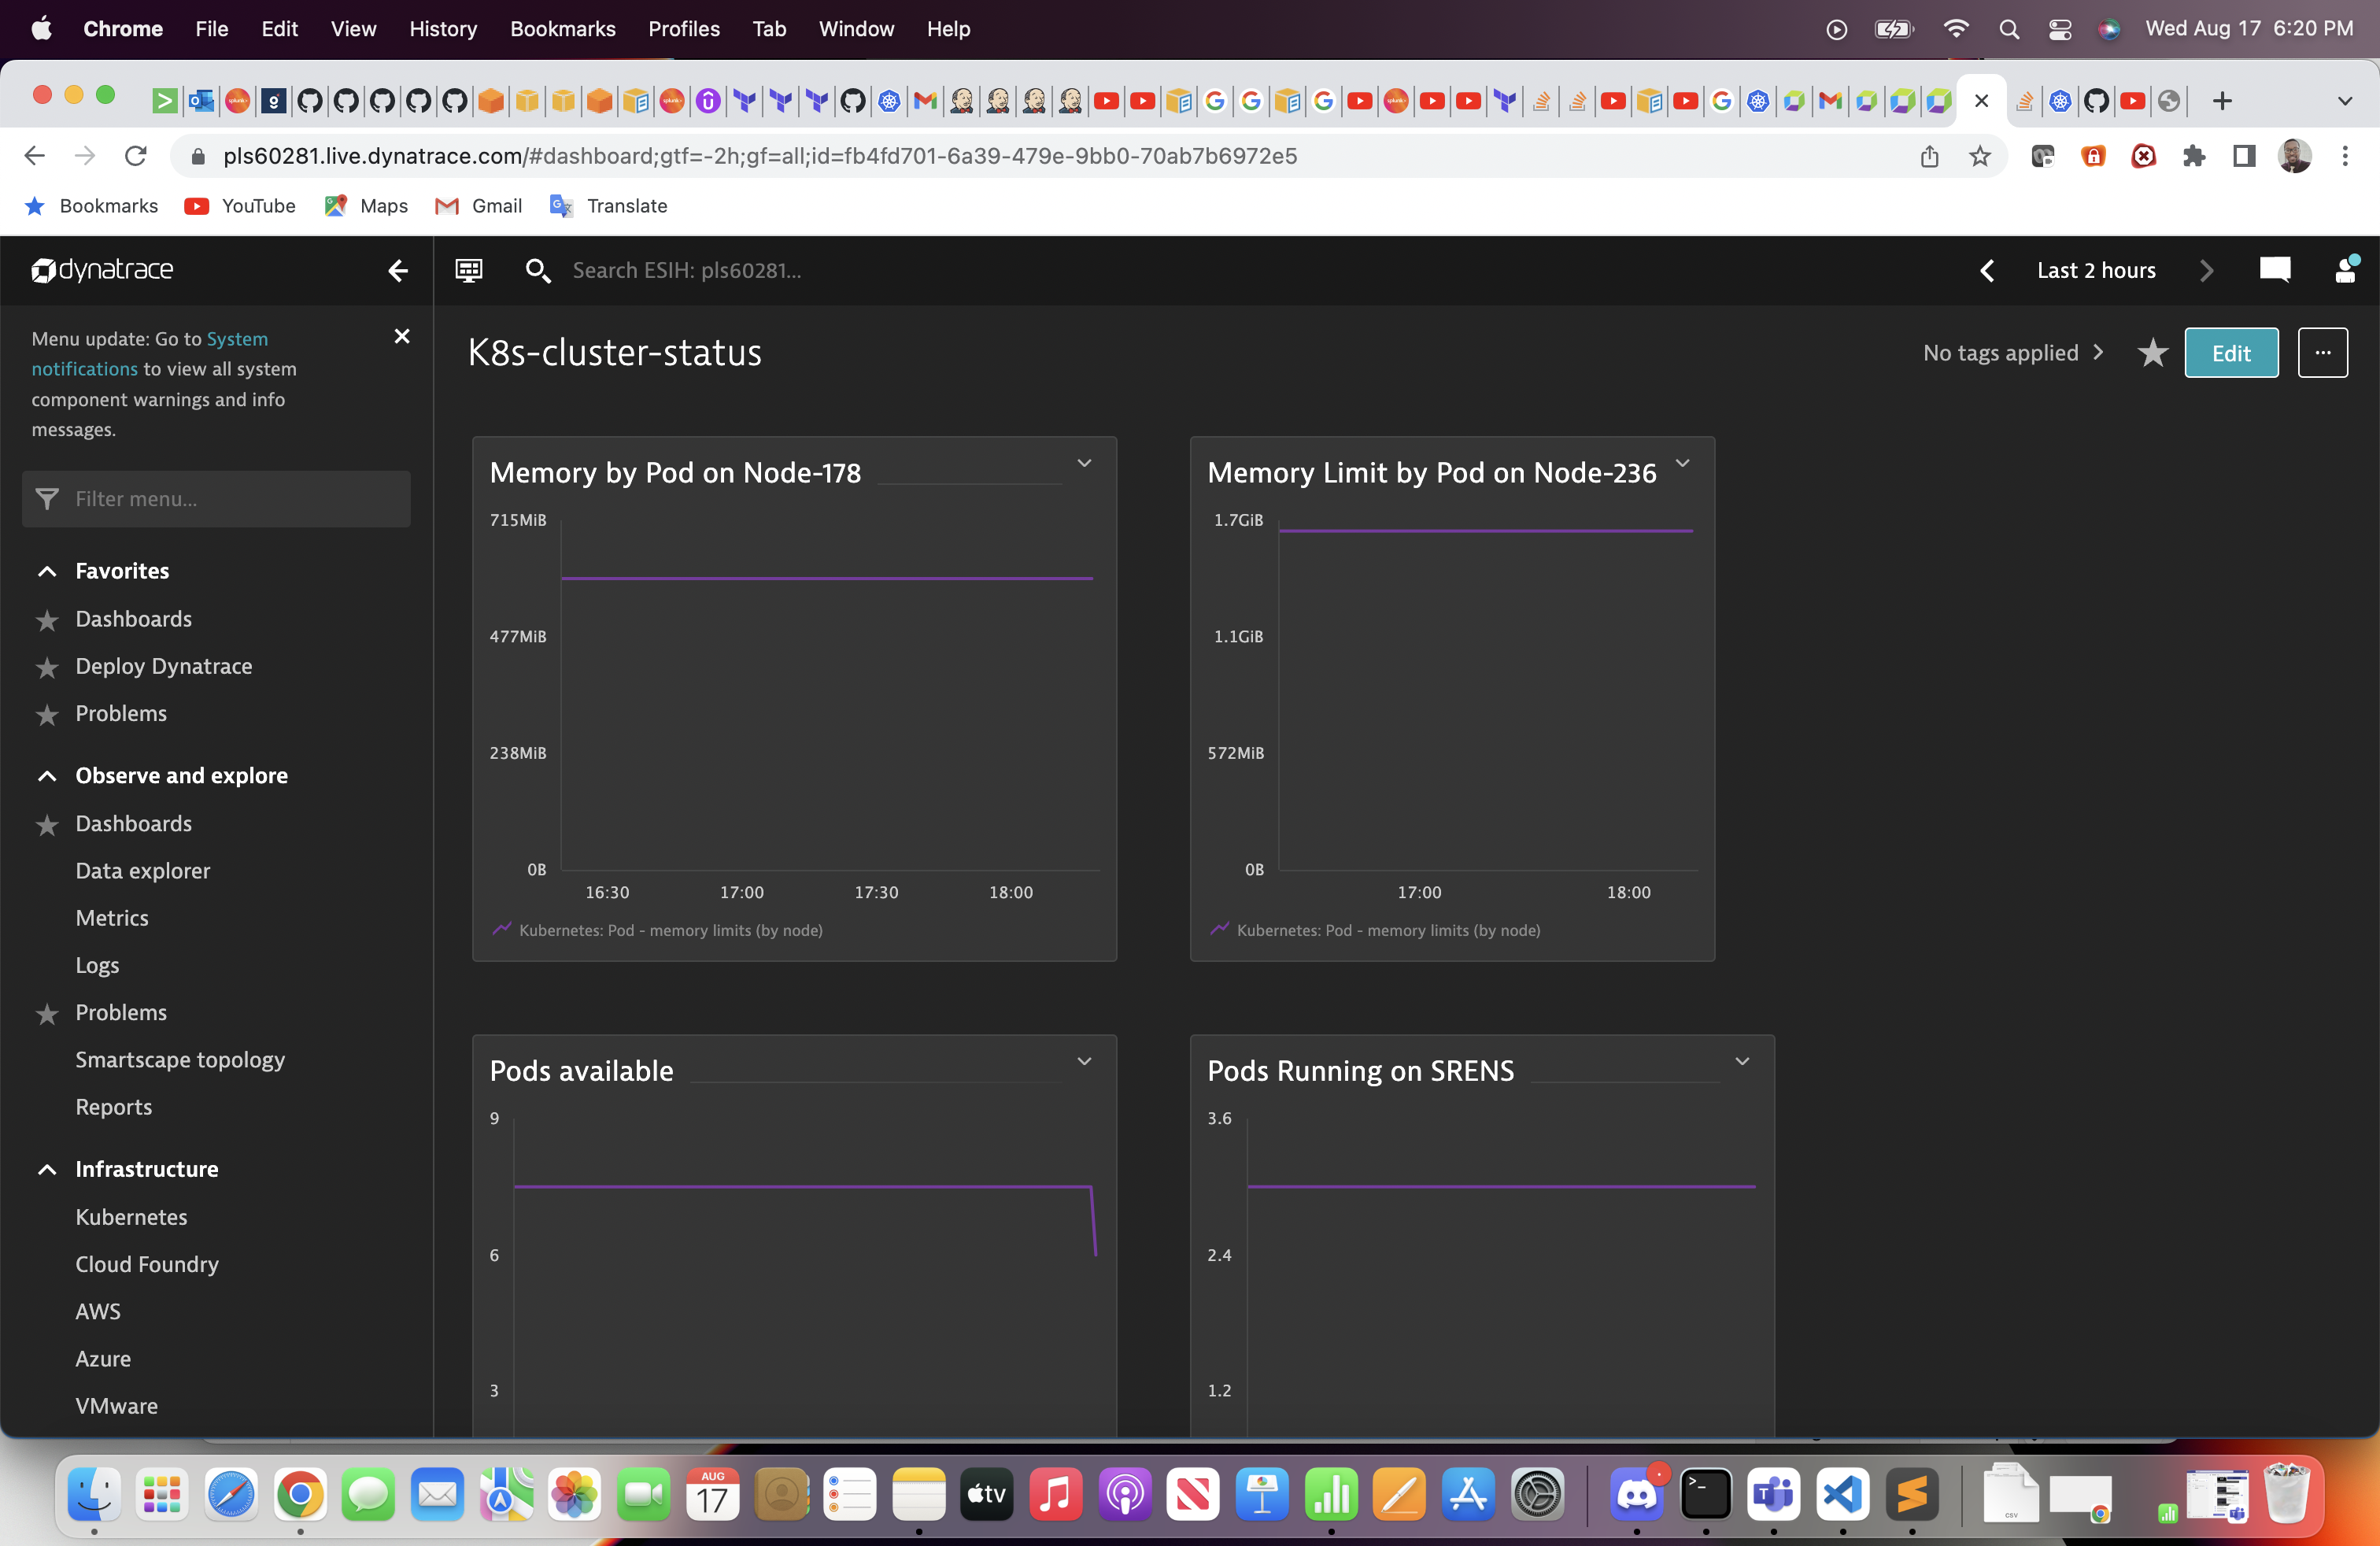 Chrome File Edit View History Bookmarks Profiles Tab Window Help Wed Aug 17 6:20 PM
pls60281.live.dynatrace.com/#dashboard;gtf=-2h;gf=all;id=fb4fd701-6a39-479e-9bb0-70ab7b6972e5
Bookmarks YouTube Maps Gmail Translate
dynatrace
Search ESIH: pls60281...
Last 2 hours
Menu update: Go to System
notifications to view all system
component warnings and info
messages.
Filter menu...
Favorites
Dashboards
Deploy Dynatrace
Problems
Observe and explore
Dashboards
Data explorer
Metrics
Logs
Problems
Smartscape topology
Reports
Infrastructure
Kubernetes
Cloud Foundry
AWS
Azure
VMware
K8s-cluster-status
No tags applied
Edit
...
Memory by Pod on Node-178
715MiB
477MiB
238MiB
0B
16:30 17:00 17:30 18:00
Kubernetes: Pod - memory limits (by node)
Memory Limit by Pod on Node-236
1.7GiB
1.1GiB
572MiB
0B
17:00 18:00
Kubernetes: Pod - memory limits (by node)
Pods available
9
6
3
Pods Running on SRENS
3.6
2.4
1.2
AUG
17
tv
CSV